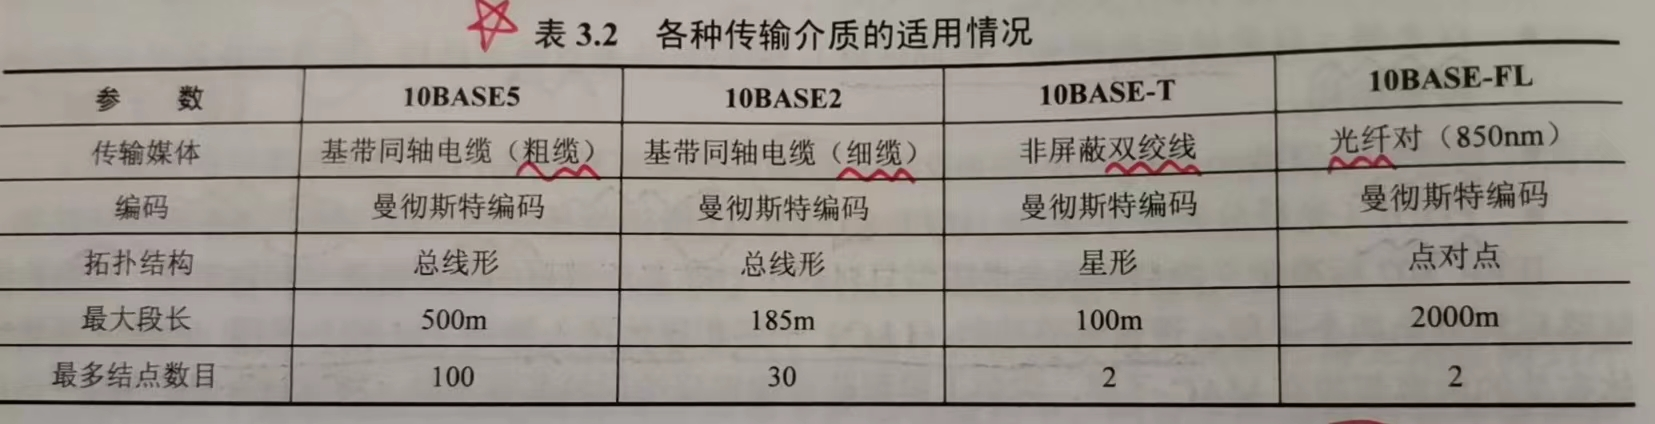 表 3.2 各种传输介质的适用情况
参 数 10BASE5 10BASE2 10BASE-T 10BASE-FL
传输媒体 基带同轴电缆（粗缆） 基带同轴电缆（细缆） 非屏蔽双绞线 光纤对（850nm）
编码 曼彻斯特编码 曼彻斯特编码 曼彻斯特编码 曼彻斯特编码
拓扑结构 总线形 总线形 星形 点对点
最大段长 500m 185m 100m 2000m
最多结点数目 100 30 2 2